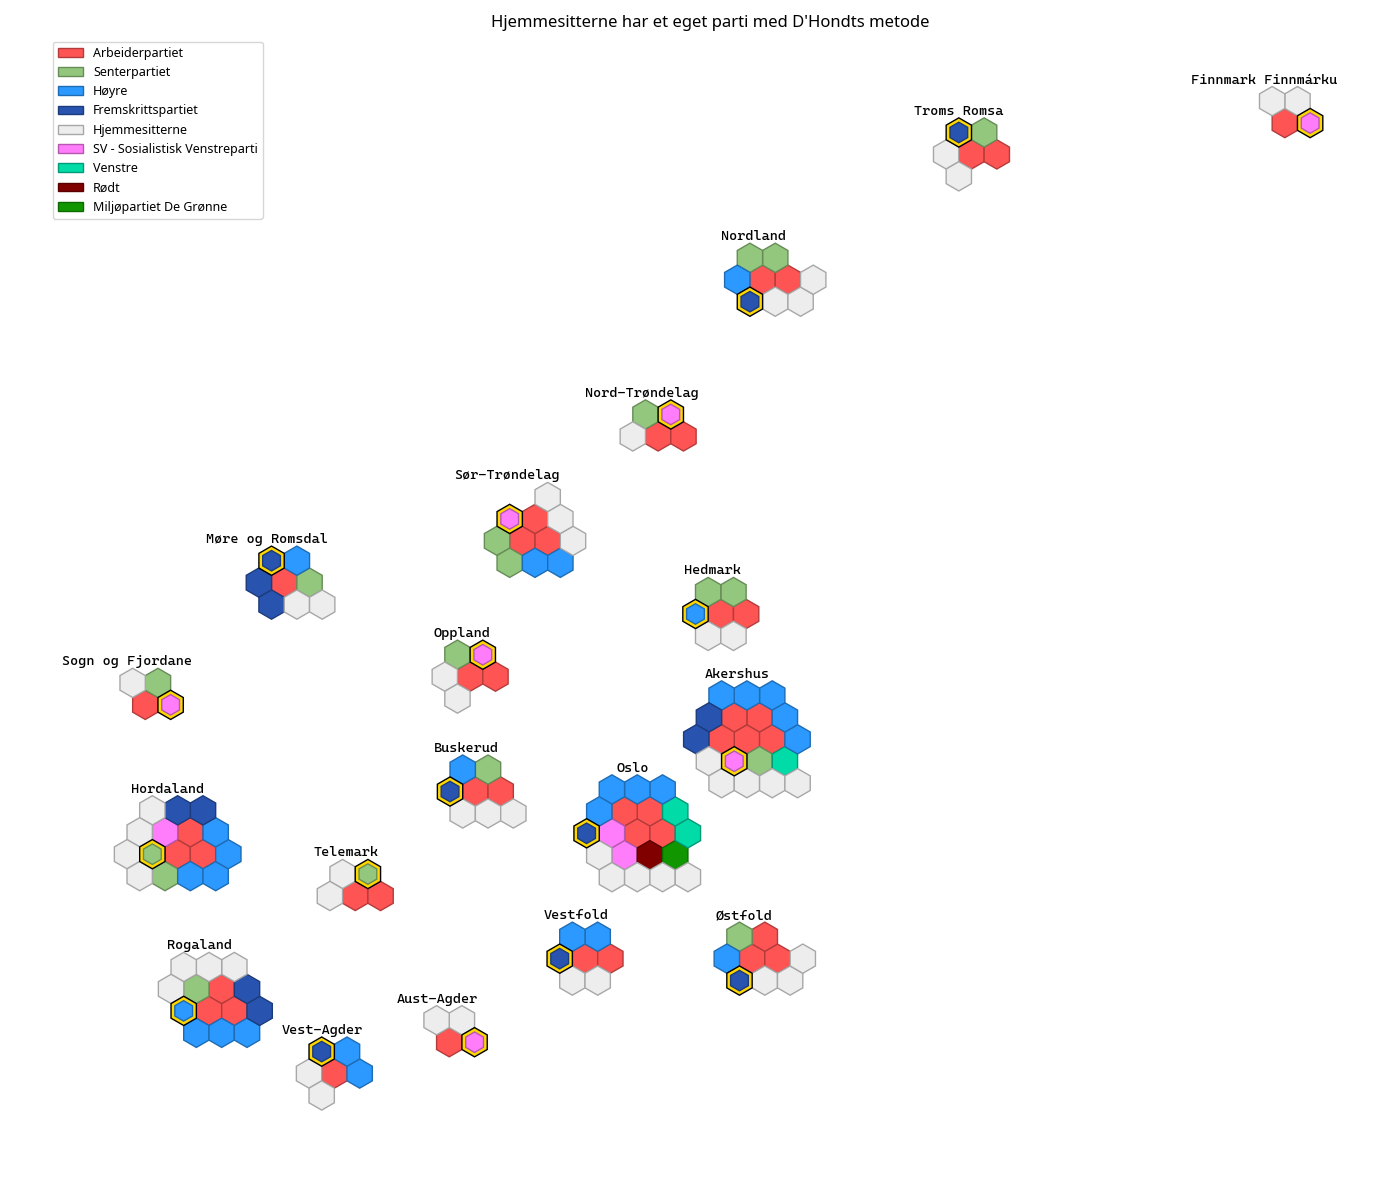 Hjemmesitterne har et eget parti med D'Hondts metode
Arbeiderpartiet
Senterpartiet
Høyre
Fremskrittspartiet
Hjemmesitterne
SV - Sosialistisk Venstreparti
Venstre
Rødt
Miljøpartiet De Grønne
Finnmark Finnmárku
Troms Romsa
Nordland
Nord-Trøndelag
Sør-Trøndelag
Møre og Romsdal
Hedmark
Oppland
Sogn og Fjordane
Akershus
Buskerud
Oslo
Hordaland
Telemark
Vestfold
Østfold
Rogaland
Aust-Agder
Vest-Agder